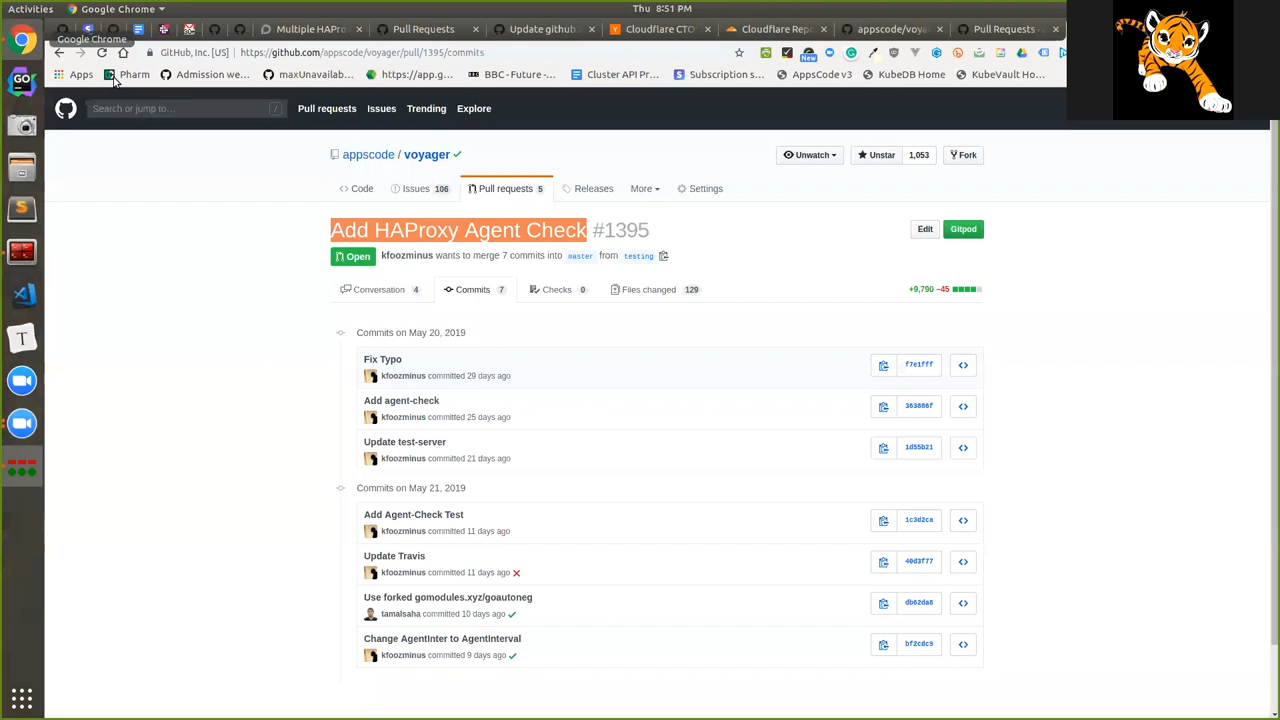 Activities Google Chrome ▾ Thu PM 8:51
Multiple HAPro Pull Requests Update github. Cloudflare CTO Cloudflare Rep appscode/voyage Pull Requests -
Google Chrome
GitHub, Inc. [US] https://github.com/appscode/voyager/pull/1395/commits New
Apps Pharm Admission we... maxUnavailab... https://app.g... BBC - Future -... Cluster API Pr... Subscription s... AppsCode v3 KubeDB Home KubeVault Ho...
Search or jump to... / Pull requests Issues Trending Explore
appscode / voyager Unwatch Unstar 1,053 Fork
Code Issues 106 Pull requests 5 Releases More Settings
Add HAProxy Agent Check #1395 Edit Gitpod
Open kfoozminus wants to merge 7 commits into master from testing
Conversation 4 Commits 7 Checks 0 Files changed 129 +9,790 −45
Commits on May 20, 2019
Fix Typo
kfoozminus committed 29 days ago f7e1fff
Add agent-check
kfoozminus committed 25 days ago 363886f
Update test-server
kfoozminus committed 21 days ago 1d55b21
Commits on May 21, 2019
Add Agent-Check Test
kfoozminus committed 11 days ago 1c3d2ca
Update Travis
kfoozminus committed 11 days ago 40d3f77
Use forked gomodules.xyz/goautoneg
tamalsaha committed 10 days ago db62da8
Change AgentInter to AgentInterval
kfoozminus committed 9 days ago bf2cdc9